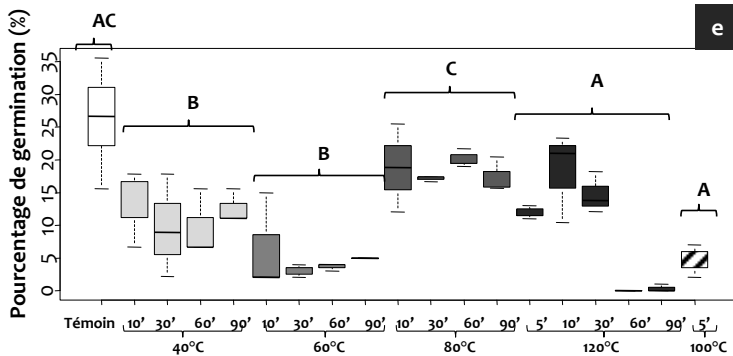 e
Pourcentage de germination (%)
AC
B
B
C
A
A
35
30
25
20
15
10
5
0
Témoin 10’ 30’ 60’ 90’ 10’ 30’ 60’ 90’ 10’ 30’ 60’ 90’ 5’ 10’ 30’ 60’ 90’ 5’
40°C 60°C 80°C 120°C 100°C